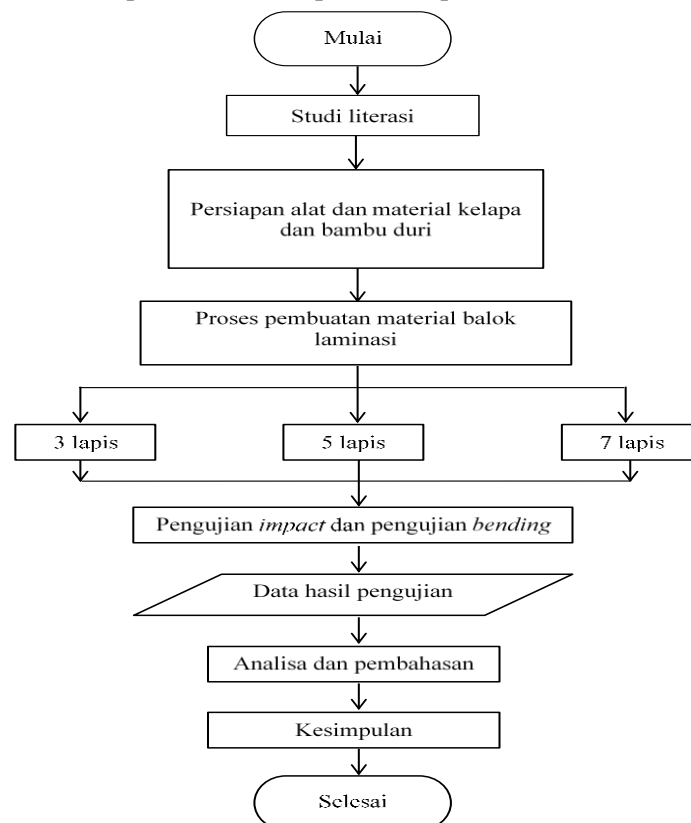 Mulai
Studi literasi
Persiapan alat dan material kelapa
dan bambu duri
Proses pembuatan material balok
laminasi
3 lapis
5 lapis
7 lapis
Pengujian impact dan pengujian bending
Data hasil pengujian
Analisa dan pembahasan
Kesimpulan
Selesai